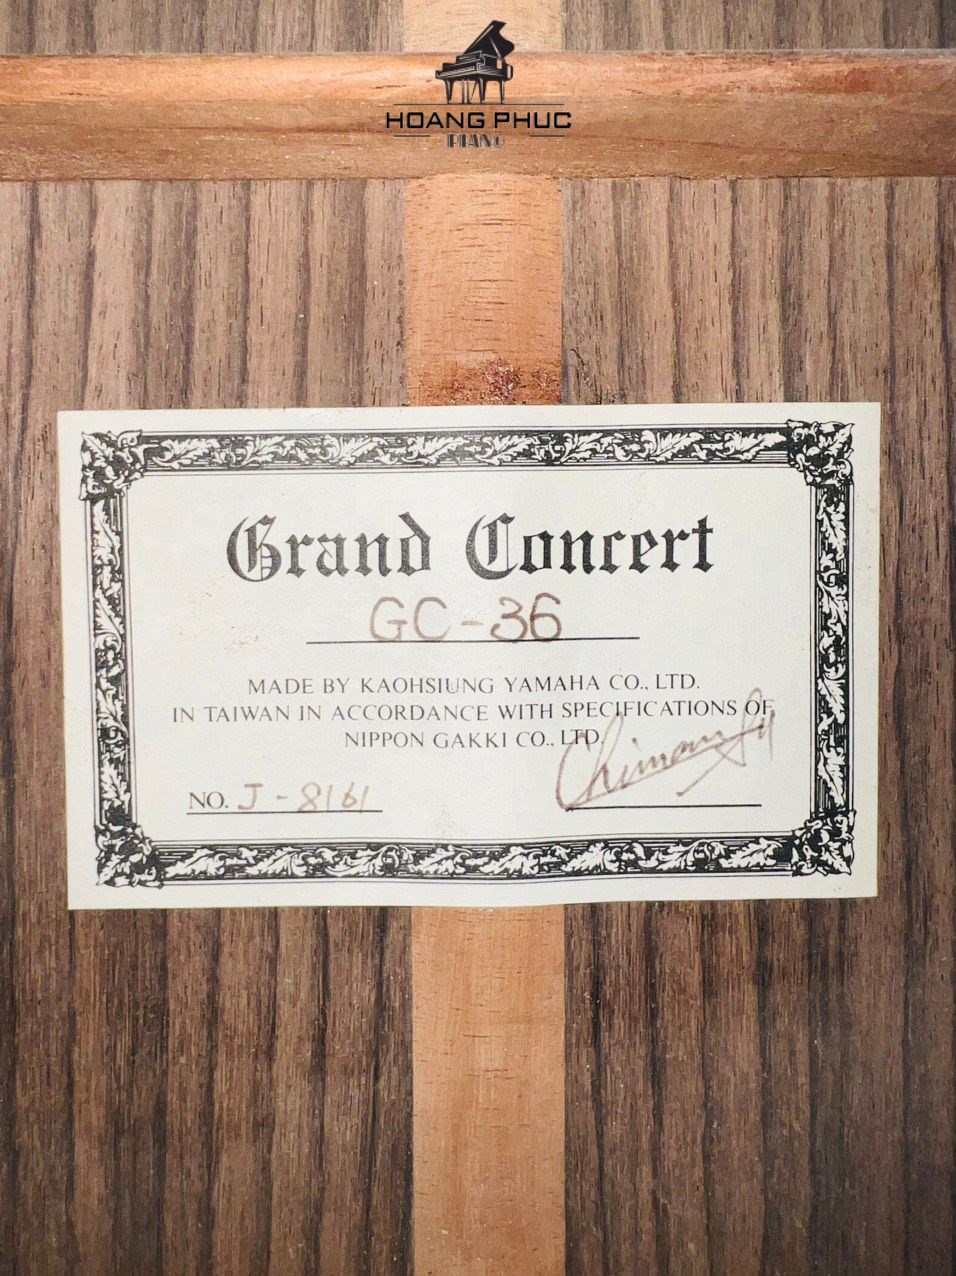 HOANG PHUC
PIANO
Grand Concert
GC-36
MADE BY KAOHSIUNG YAMAHA CO., LTD.
IN TAIWAN IN ACCORDANCE WITH SPECIFICATIONS OF
NIPPON GAKKI CO., LTD.
NO. J-8161